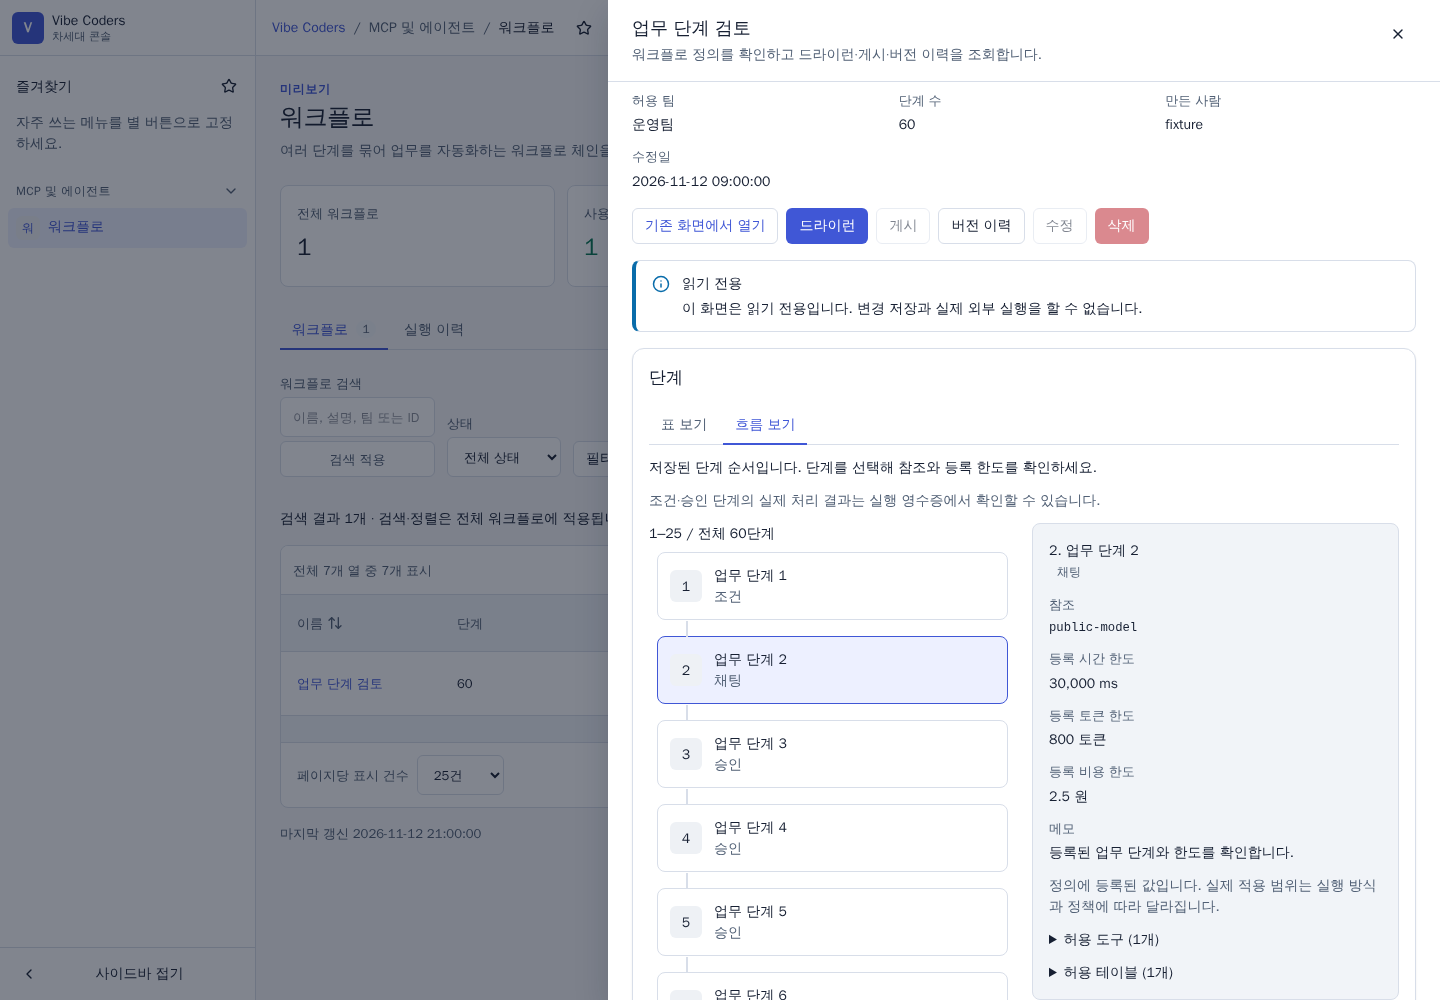 V
Vibe Coders
차세대 콘솔
즐겨찾기
자주 쓰는 메뉴를 별 버튼으로 고정
하세요.
MCP 및 에이전트
워 워크플로
사이드바 접기
Vibe Coders / MCP 및 에이전트 / 워크플로
미리보기
워크플로
여러 단계를 묶어 업무를 자동화하는 워크플로 체인을
전체 워크플로
1
사용
1
워크플로 1
실행 이력
워크플로 검색
이름, 설명, 팀 또는 ID
검색 적용
상태
전체 상태
필터
검색 결과 1개 · 검색·정렬은 전체 워크플로에 적용됩니
전체 7개 열 중 7개 표시
이름
단계
업무 단계 검토
60
페이지당 표시 건수
25건
마지막 갱신 2026-11-12 21:00:00
업무 단계 검토
워크플로 정의를 확인하고 드라이런·게시·버전 이력을 조회합니다.
허용 팀
운영팀
단계 수
60
만든 사람
fixture
수정일
2026-11-12 09:00:00
기존 화면에서 열기
드라이런
게시
버전 이력
수정
삭제
읽기 전용
이 화면은 읽기 전용입니다. 변경 저장과 실제 외부 실행을 할 수 없습니다.
단계
표 보기
흐름 보기
저장된 단계 순서입니다. 단계를 선택해 참조와 등록 한도를 확인하세요.
조건·승인 단계의 실제 처리 결과는 실행 영수증에서 확인할 수 있습니다.
1–25 / 전체 60단계
1
업무 단계 1
조건
2
업무 단계 2
채팅
3
업무 단계 3
승인
4
업무 단계 4
승인
5
업무 단계 5
승인
업무 단계 6
2. 업무 단계 2
채팅
참조
public-model
등록 시간 한도
30,000 ms
등록 토큰 한도
800 토큰
등록 비용 한도
2.5 원
메모
등록된 업무 단계와 한도를 확인합니다.
정의에 등록된 값입니다. 실제 적용 범위는 실행 방식
과 정책에 따라 달라집니다.
▶ 허용 도구 (1개)
▶ 허용 테이블 (1개)